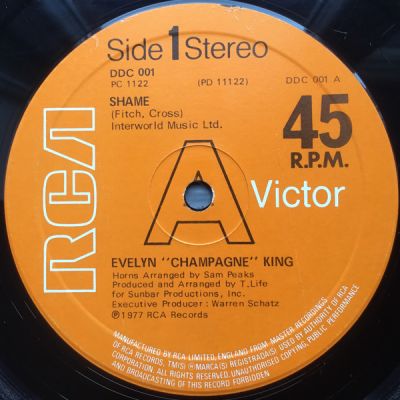 Side 1 Stereo
DDC 001
PC 1122
(PD 11122)
DDC 001 A
SHAME
(Fitch, Cross)
Interworld Music Ltd.
45
R.P.M.
RCA
A
Victor
EVELYN "CHAMPAGNE" KING
Horns Arranged by Sam Peaks
Produced and Arranged by T. Life
for Sunbar Productions, Inc.
Executive Producer : Warren Schatz
℗1977 RCA Records
MANUFACTURED BY RCA LIMITED, ENGLAND FROM MASTER RECORDINGS
OF RCA RECORDS, TM(S) ® MARCA(S) REGISTRADA(S) USED BY AUTHORITY OF RCA
CORPORATION. ALL RIGHTS RESERVED. UNAUTHORISED COPYING, PUBLIC PERFORMANCE
AND BROADCASTING OF THIS RECORD FORBIDDEN